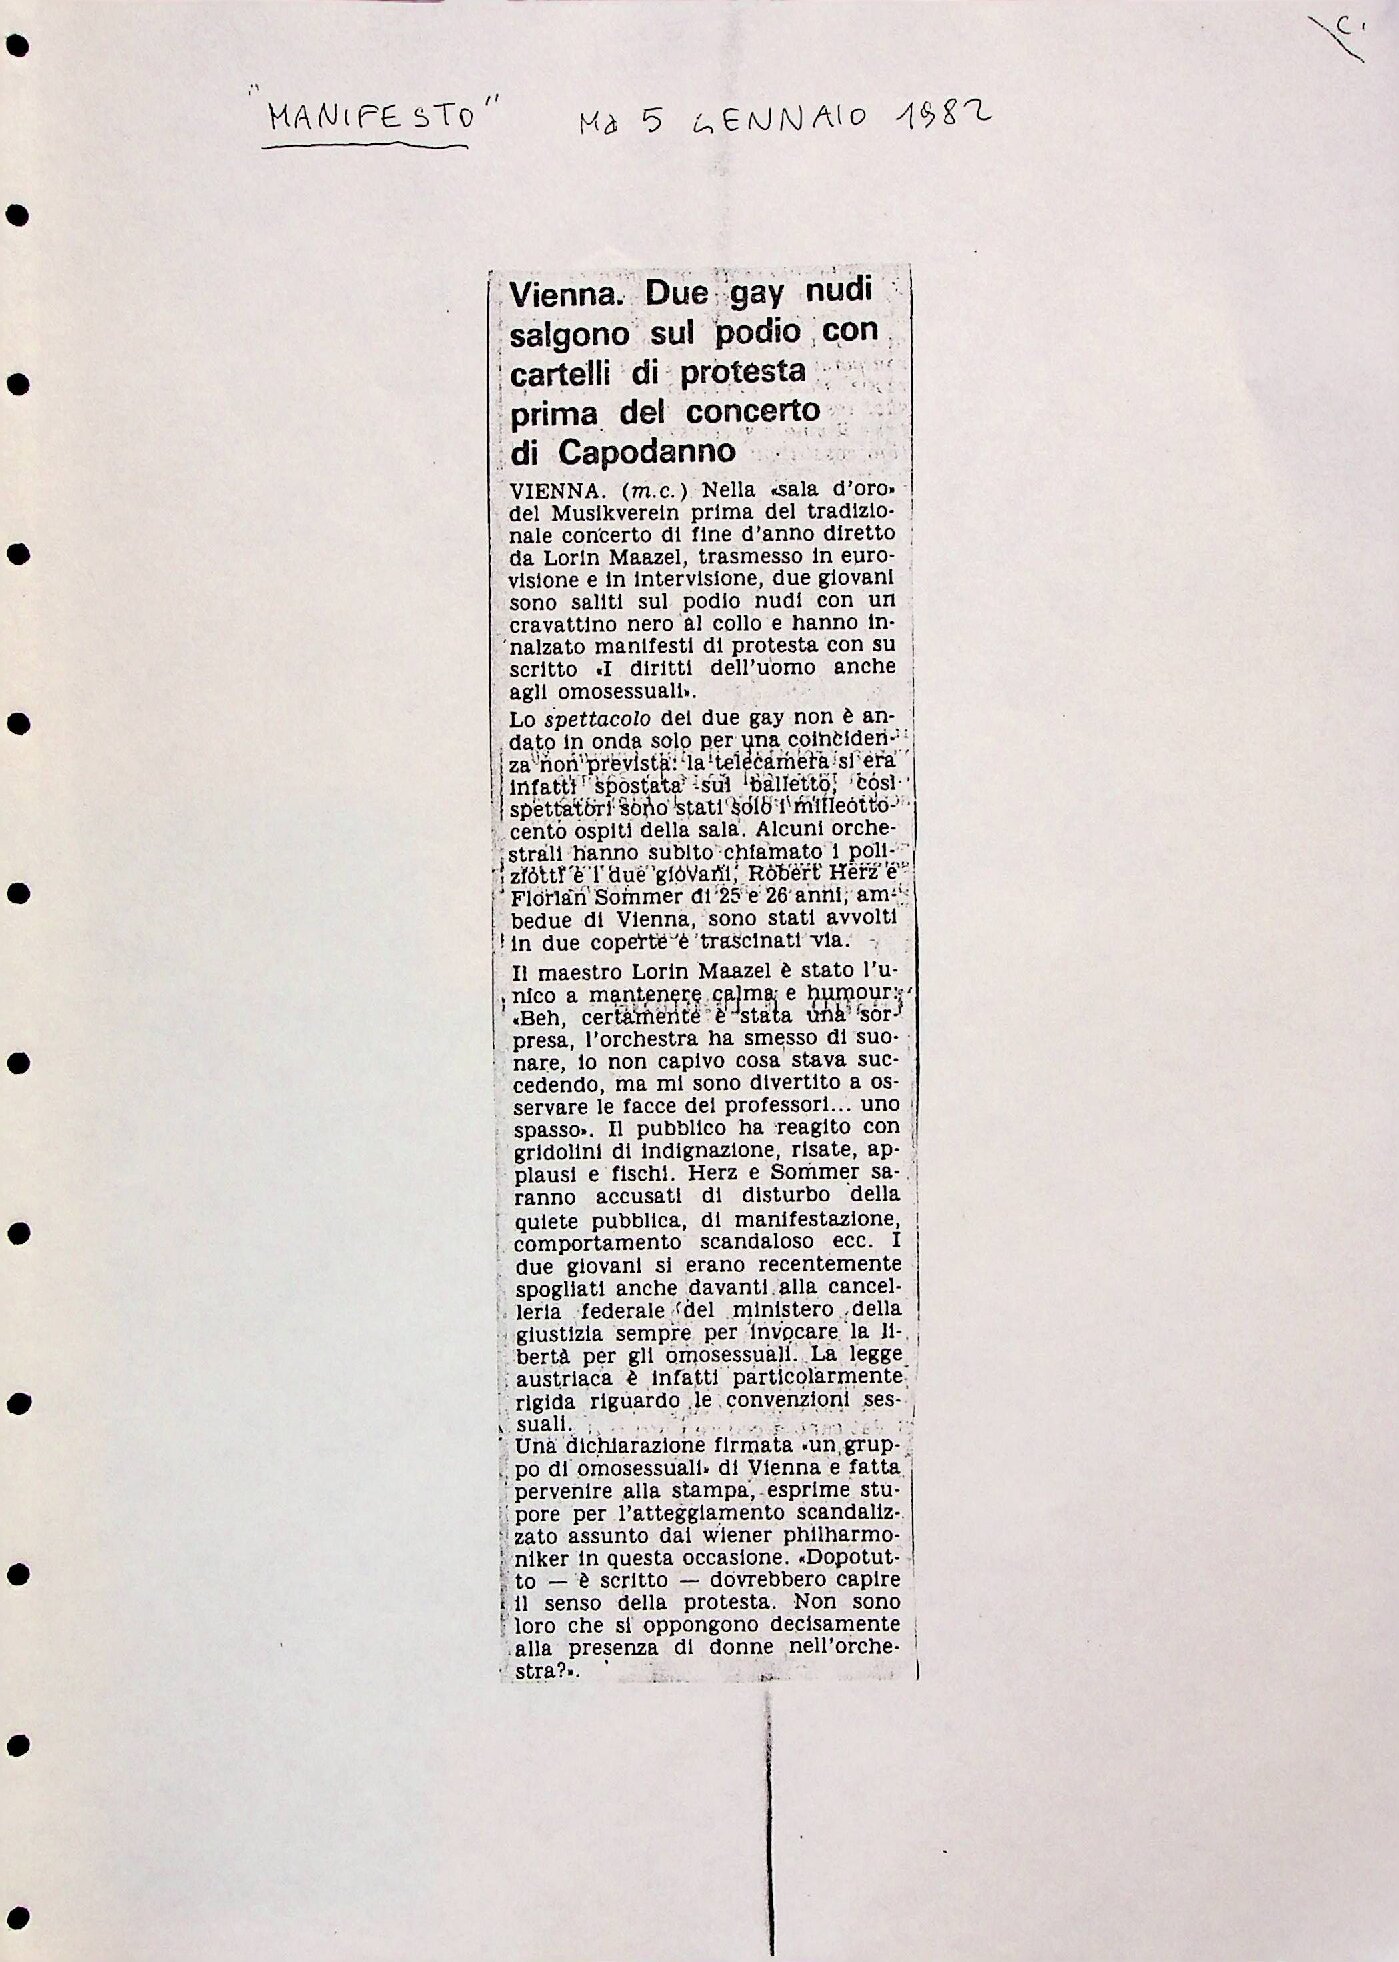 "MANIFESTO" Ma 5 GENNAIO 1982
C.
Vienna. Due gay nudi
salgono sul podio con
cartelli di protesta
prima del concerto
di Capodanno
VIENNA. (m.c.) Nella «sala d'oro»
del Musikverein prima del tradizio-
nale concerto di fine d'anno diretto
da Lorin Maazel, trasmesso in euro-
visione e in intervisione, due giovani
sono saliti sul podio nudi con un
cravattino nero al collo e hanno in-
nalzato manifesti di protesta con su
scritto «I diritti dell'uomo anche
agli omosessuali».
Lo spettacolo dei due gay non è an-
dato in onda solo per una coinciden-
za non prevista: la telecamera si era
infatti spostata sul balletto, così
spettatori sono stati solo i milleotto-
cento ospiti della sala. Alcuni orche-
strali hanno subito chiamato i poli-
ziotti e i due giovani, Robert Herz e
Florian Sommer di 25 e 26 anni, am-
bedue di Vienna, sono stati avvolti
in due coperte e trascinati via.
Il maestro Lorin Maazel è stato l'u-
nico a mantenere calma e humour:
«Beh, certamente è stata una sor-
presa, l'orchestra ha smesso di suo-
nare, io non capivo cosa stava suc-
cedendo, ma mi sono divertito a os-
servare le facce dei professori... uno
spasso». Il pubblico ha reagito con
gridolini di indignazione, risate, ap-
plausi e fischi. Herz e Sommer sa-
ranno accusati di disturbo della
quiete pubblica, di manifestazione,
comportamento scandaloso ecc. I
due giovani si erano recentemente
spogliati anche davanti alla cancel-
leria federale del ministero della
giustizia sempre per invocare la li-
bertà per gli omosessuali. La legge
austriaca è infatti particolarmente
rigida riguardo le convenzioni ses-
suali.
Una dichiarazione firmata «un grup-
po di omosessuali» di Vienna e fatta
pervenire alla stampa, esprime stu-
pore per l'atteggiamento scandaliz-
zato assunto dai wiener philharmo-
niker in questa occasione. «Dopotut-
to — è scritto — dovrebbero capire
il senso della protesta. Non sono
loro che si oppongono decisamente
alla presenza di donne nell'orche-
stra?».